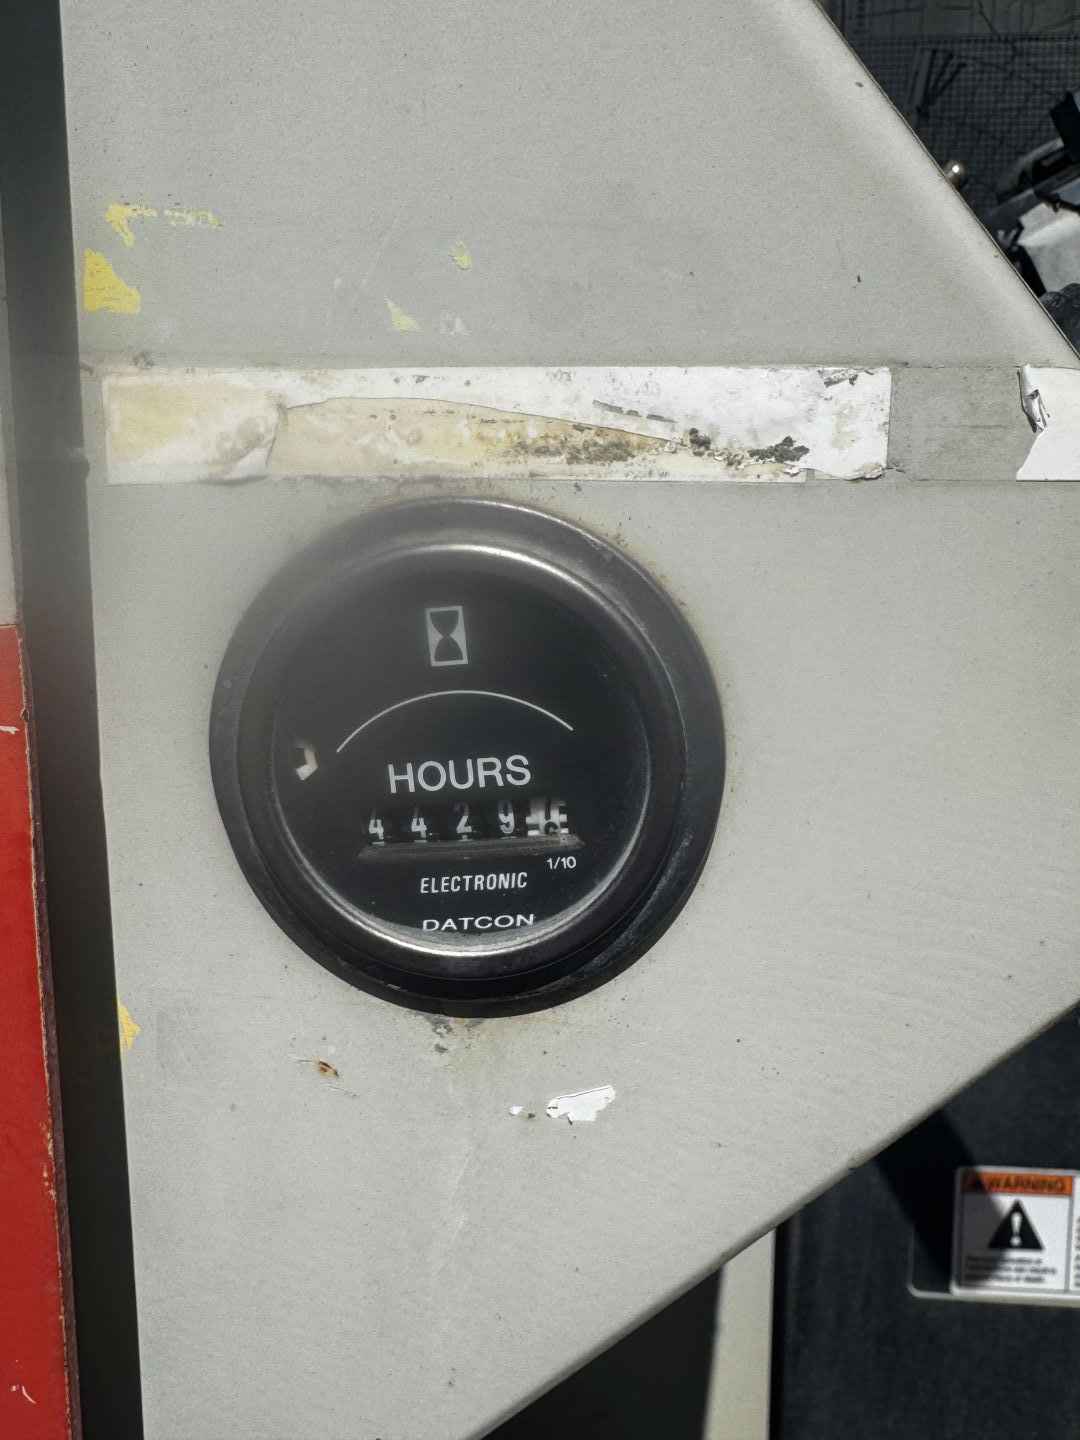 HOURS
4 4 2 9
1/10
ELECTRONIC
DATCON
WARNING